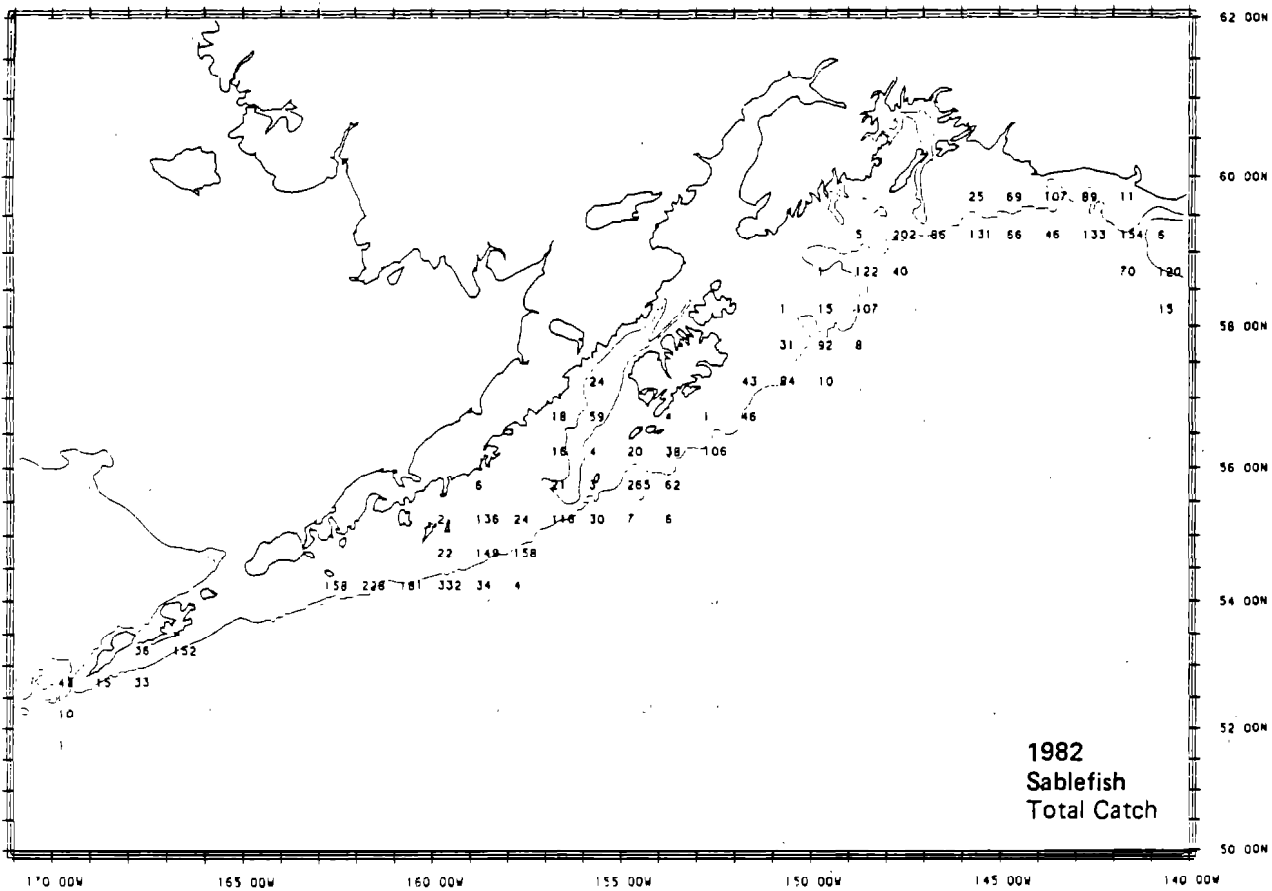 62 00N
60 00N
25 69 107 89 11
5 202 86 131 66 46 133 154 6
1 122 40 70 120
1 15 107 15
58 00N
31 92 8
24 43 84 10
18 59 4 1 46
16 4 20 38 106
56 00N
6 21 3 265 62
2 136 24 116 30 7 6
22 149 158
158 228 181 332 34 4
54 00N
36 152
15 33
10
52 00N
1
1982
Sablefish
Total Catch
50 00N
170 00W 165 00W 160 00W 155 00W 150 00W 145 00W 140 00W